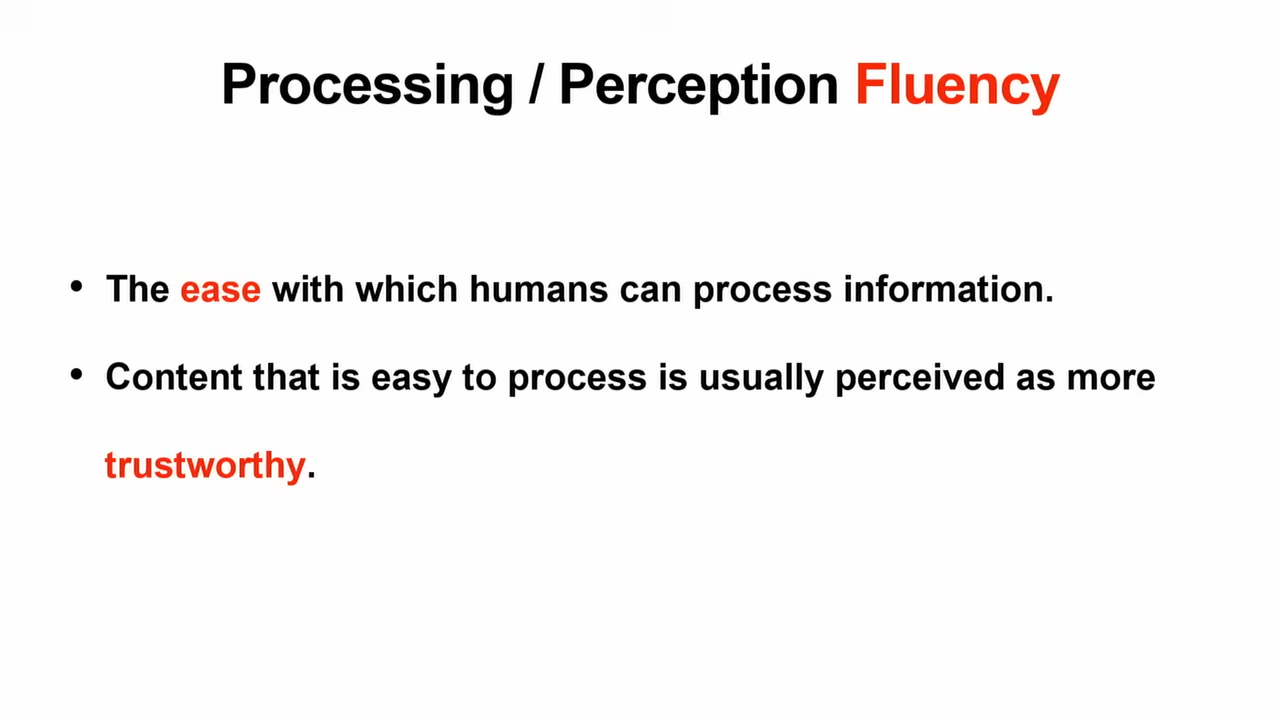 Processing / Perception Fluency
• The ease with which humans can process information.
• Content that is easy to process is usually perceived as more
trustworthy.